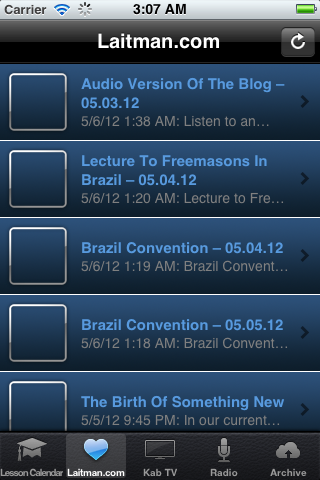 Carrier 3:07 AM
Laitman.com
Audio Version Of The Blog –
05.03.12
5/6/12 1:38 AM: Listen to an…
Lecture To Freemasons In
Brazil – 05.04.12
5/6/12 1:20 AM: Lecture to Fre…
Brazil Convention – 05.04.12
5/6/12 1:19 AM: Brazil Convent…
Brazil Convention – 05.05.12
5/6/12 1:18 AM: Brazil Convent…
The Birth Of Something New
5/5/12 9:45 PM: In our current…
Lesson Calendar Laitman.com Kab TV Radio Archive